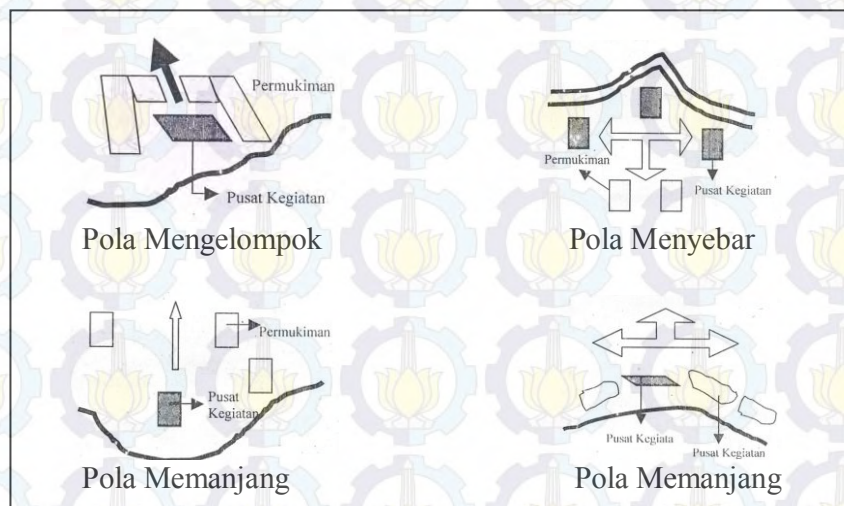 Permukiman
Pusat Kegiatan
Pola Mengelompok
Permukiman
Pusat Kegiatan
Pola Menyebar
Permukiman
Pusat
Kegiatan
Pola Memanjang
Pusat Kegiata
Pusat Kegiatan
Pola Memanjang